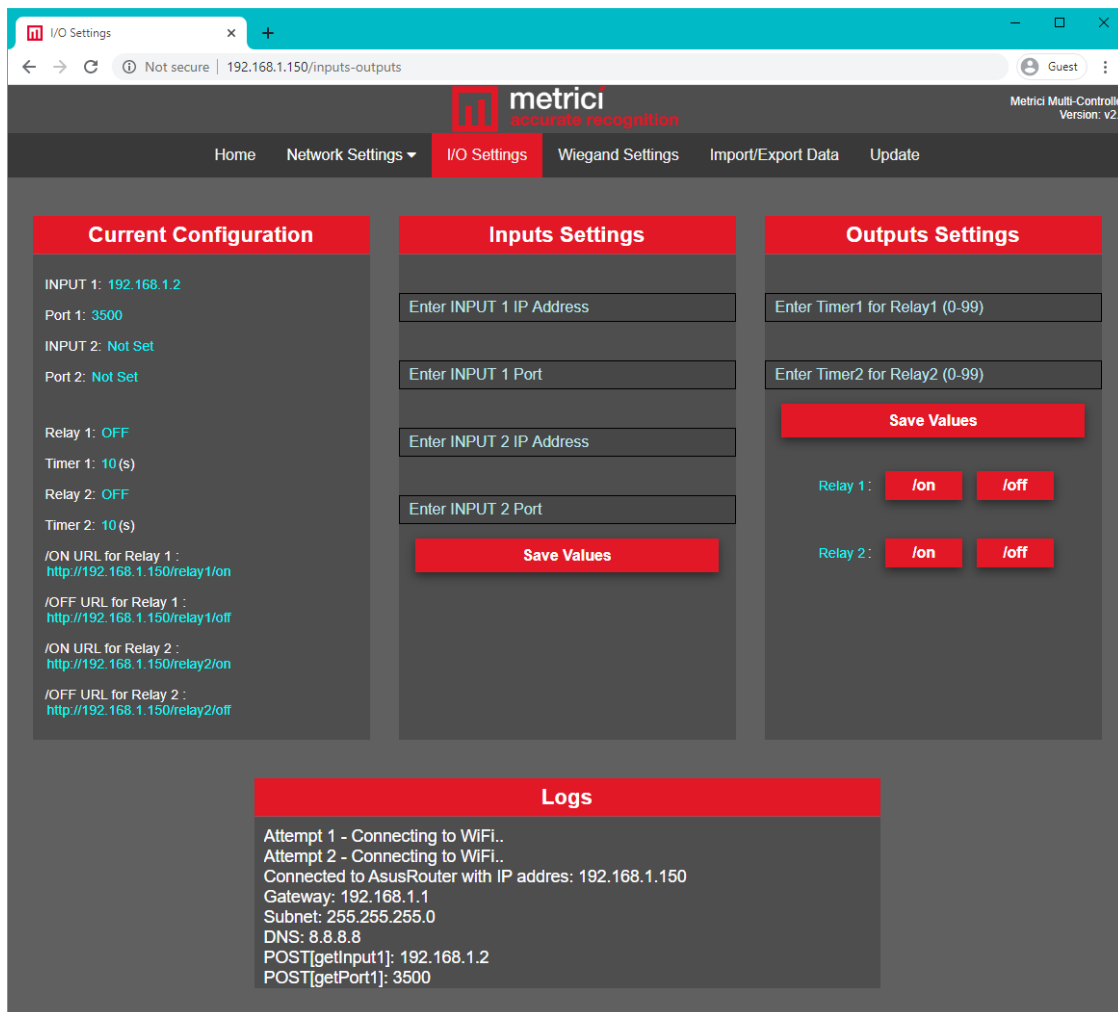 I/O Settings
Not secure | 192.168.1.150/inputs-outputs
Guest
metrici
accurate recognition
Metrici Multi-Controlle
Version: v2.
Home Network Settings I/O Settings Wiegand Settings Import/Export Data Update
Current Configuration
INPUT 1: 192.168.1.2
Port 1: 3500
INPUT 2: Not Set
Port 2: Not Set
Relay 1: OFF
Timer 1: 10(s)
Relay 2: OFF
Timer 2: 10(s)
/ON URL for Relay 1 :
http://192.168.1.150/relay1/on
/OFF URL for Relay 1 :
http://192.168.1.150/relay1/off
/ON URL for Relay 2 :
http://192.168.1.150/relay2/on
/OFF URL for Relay 2 :
http://192.168.1.150/relay2/off
Inputs Settings
Enter INPUT 1 IP Address
Enter INPUT 1 Port
Enter INPUT 2 IP Address
Enter INPUT 2 Port
Save Values
Outputs Settings
Enter Timer1 for Relay1 (0-99)
Enter Timer2 for Relay2 (0-99)
Save Values
Relay 1: /on /off
Relay 2: /on /off
Logs
Attempt 1 - Connecting to WiFi..
Attempt 2 - Connecting to WiFi..
Connected to AsusRouter with IP addres: 192.168.1.150
Gateway: 192.168.1.1
Subnet: 255.255.255.0
DNS: 8.8.8.8
POST[getInput1]: 192.168.1.2
POST[getPort1]: 3500